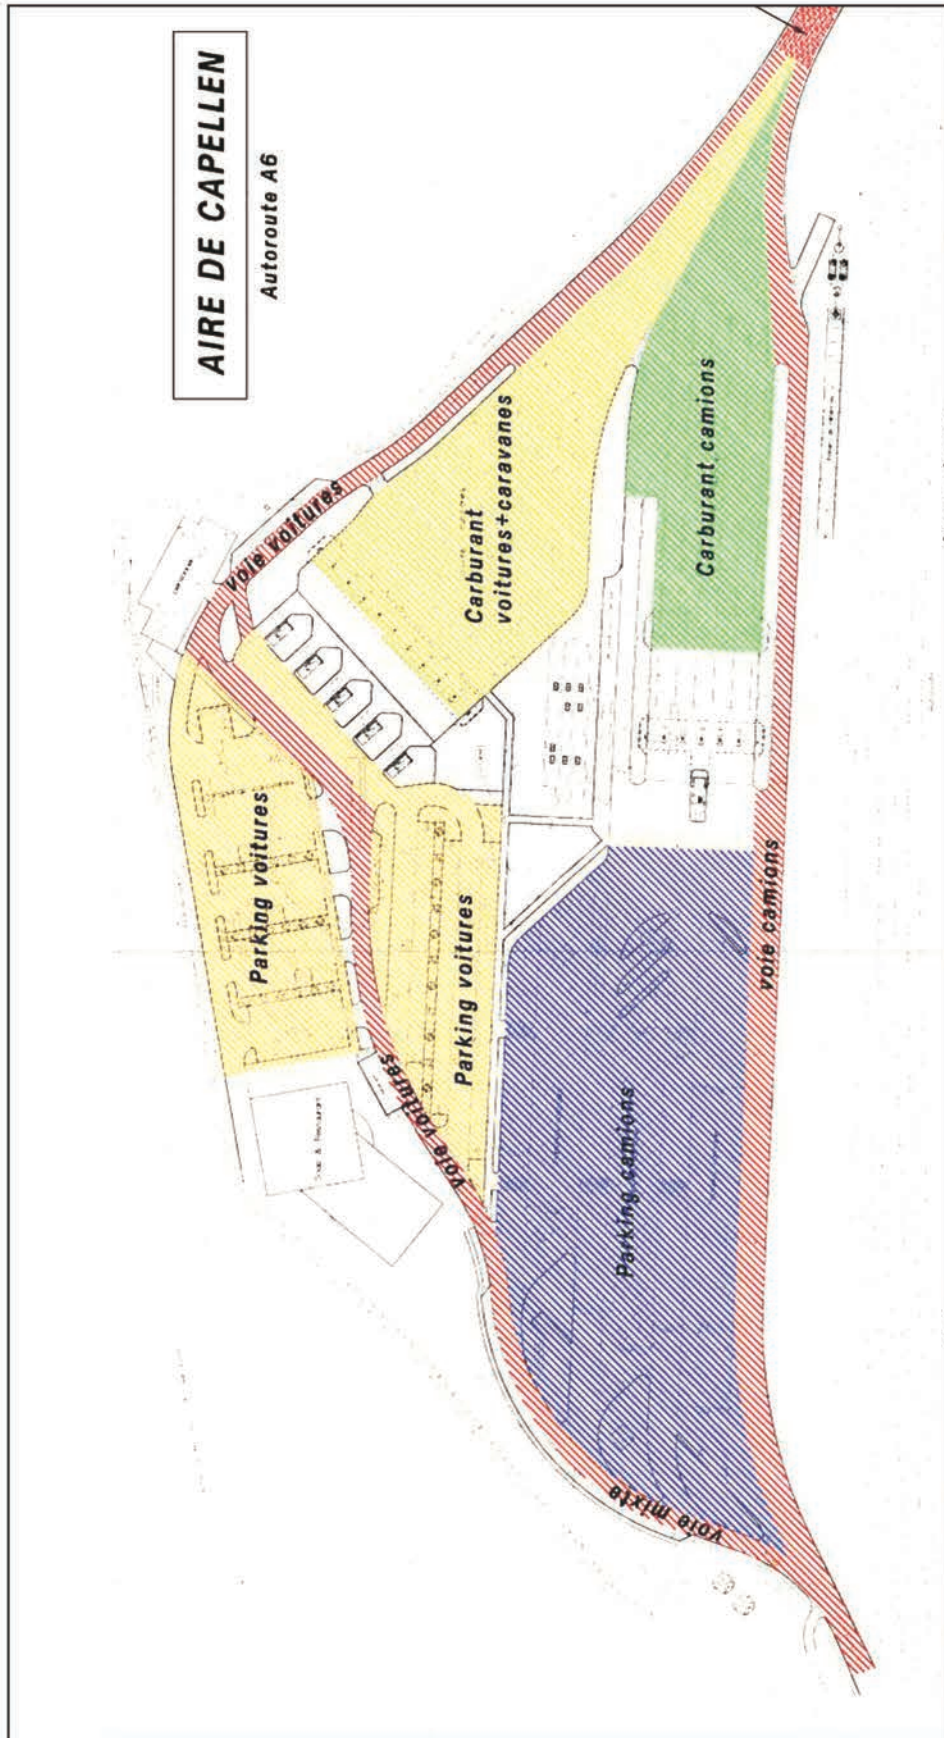 AIRE DE CAPELLEN
Autoroute A6
voie voitures
Carburant
voitures+caravanes
Carburant camions
Parking voitures
Parking voitures
voie voitures
voie camions
Parking camions
voie mixte